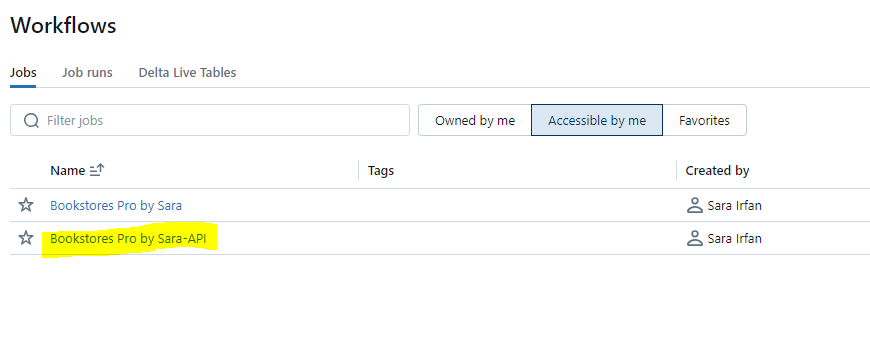 Workflows
Jobs Job runs Delta Live Tables
Filter jobs Owned by me Accessible by me Favorites
Name Tags Created by
Bookstores Pro by Sara Sara Irfan
Bookstores Pro by Sara-API Sara Irfan